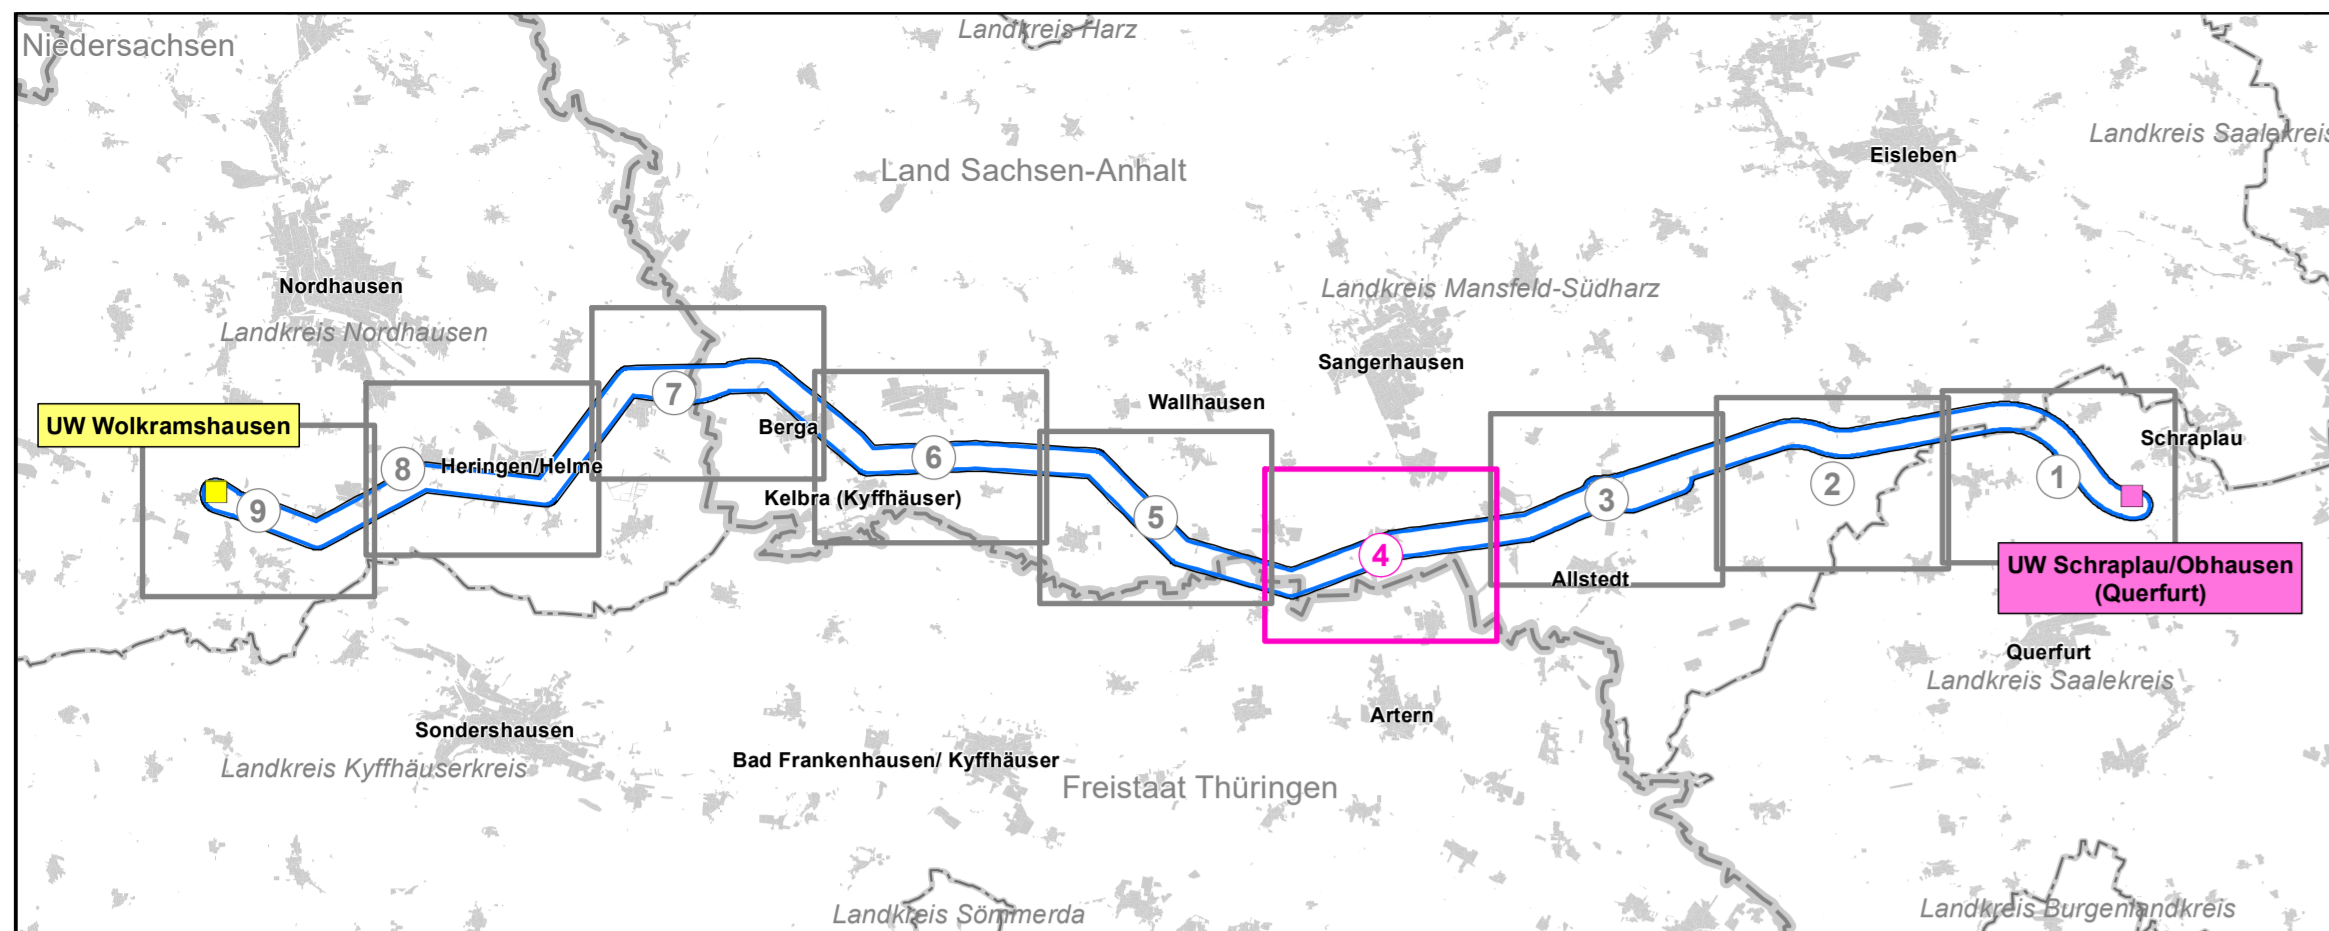 Niedersachsen
Landkreis Harz
Landkreis Saalekreis
Eisleben
Land Sachsen-Anhalt
Nordhausen
Landkreis Mansfeld-Südharz
Landkreis Nordhausen
Sangerhausen
7
Wallhausen
UW Wolkramshausen
Berga
Schraplau
6
8
Heringen/Helme
1
2
Kelbra (Kyffhäuser)
3
9
5
4
UW Schraplau/Obhausen
(Querfurt)
Allstedt
Querfurt
Landkreis Saalekreis
Artern
Sondershausen
Bad Frankenhausen/ Kyffhäuser
Landkreis Kyffhäuserkreis
Freistaat Thüringen
Landkreis Sömmerda
Landkreis Burgenlandkreis